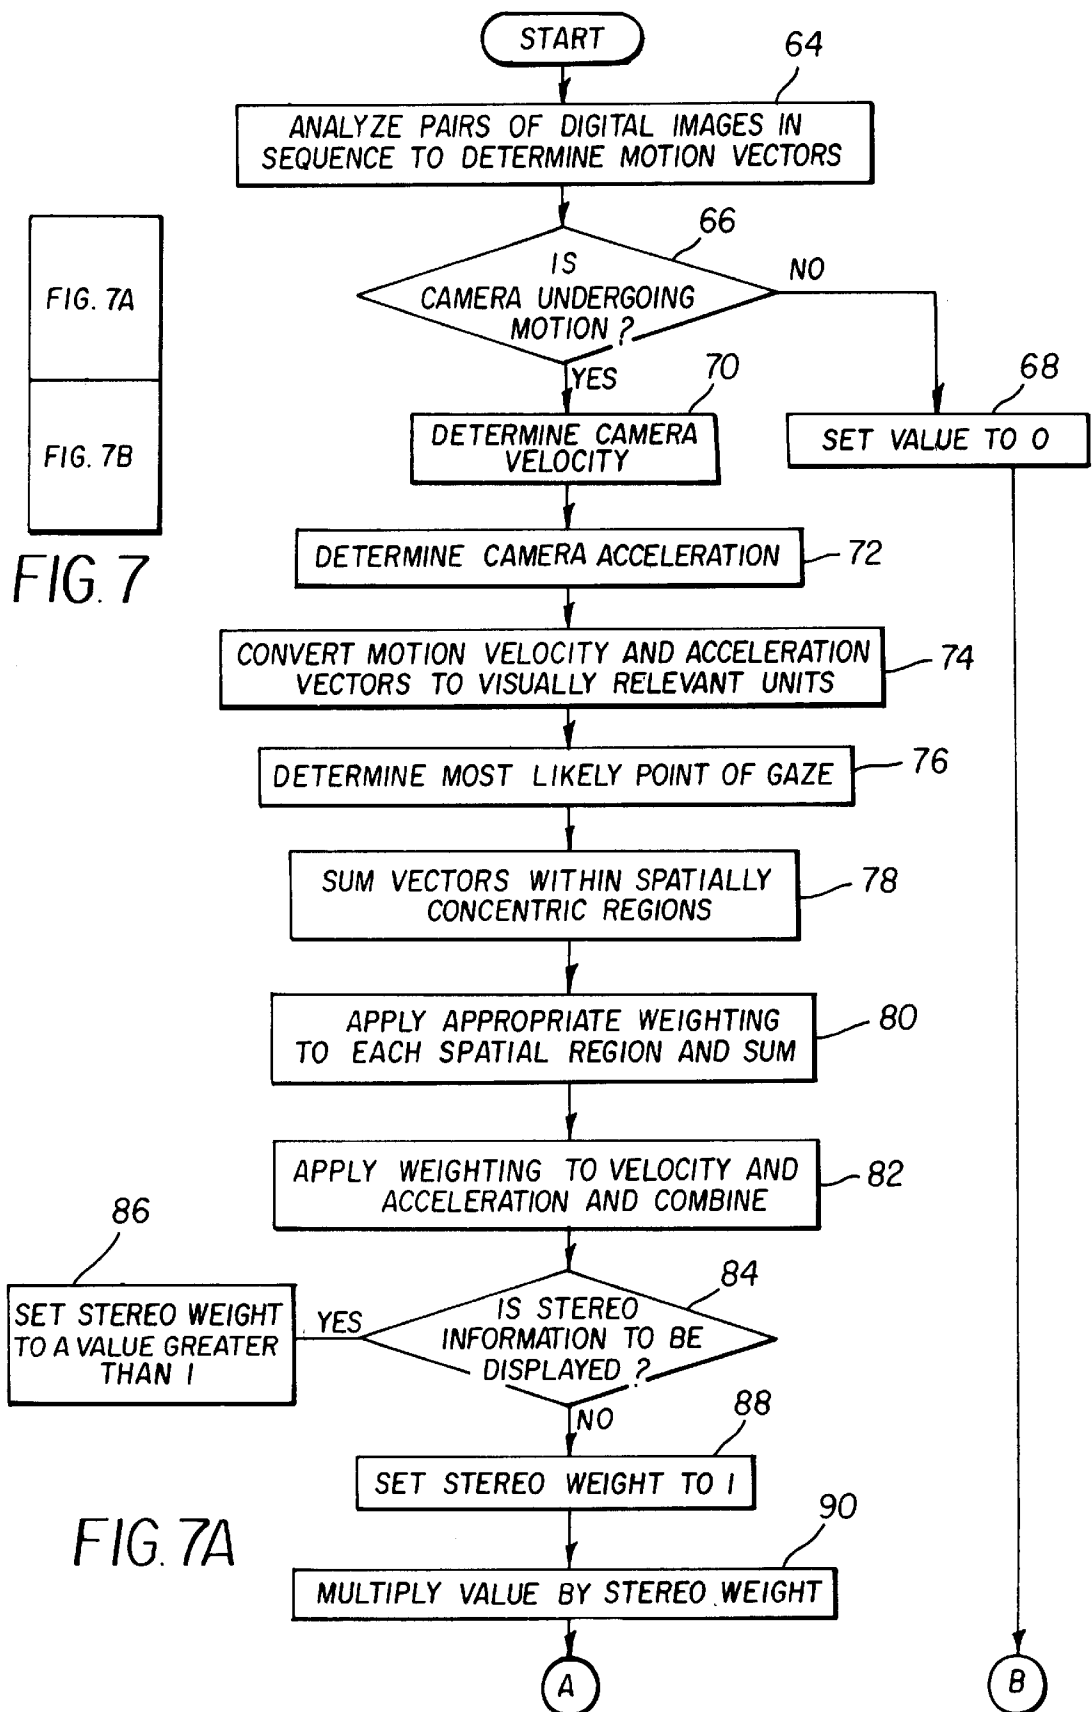 START
64
ANALYZE PAIRS OF DIGITAL IMAGES IN
SEQUENCE TO DETERMINE MOTION VECTORS
66
IS
CAMERA UNDERGOING
MOTION ?
NO
YES
FIG. 7A
FIG. 7B
FIG. 7
70
DETERMINE CAMERA
VELOCITY
68
SET VALUE TO 0
DETERMINE CAMERA ACCELERATION
72
CONVERT MOTION VELOCITY AND ACCELERATION
VECTORS TO VISUALLY RELEVANT UNITS
74
DETERMINE MOST LIKELY POINT OF GAZE
76
SUM VECTORS WITHIN SPATIALLY
CONCENTRIC REGIONS
78
APPLY APPROPRIATE WEIGHTING
TO EACH SPATIAL REGION AND SUM
80
APPLY WEIGHTING TO VELOCITY AND
ACCELERATION AND COMBINE
82
84
IS STEREO
INFORMATION TO BE
DISPLAYED ?
YES
86
SET STEREO WEIGHT
TO A VALUE GREATER
THAN 1
NO
88
SET STEREO WEIGHT TO 1
90
MULTIPLY VALUE BY STEREO WEIGHT
FIG. 7A
A
B